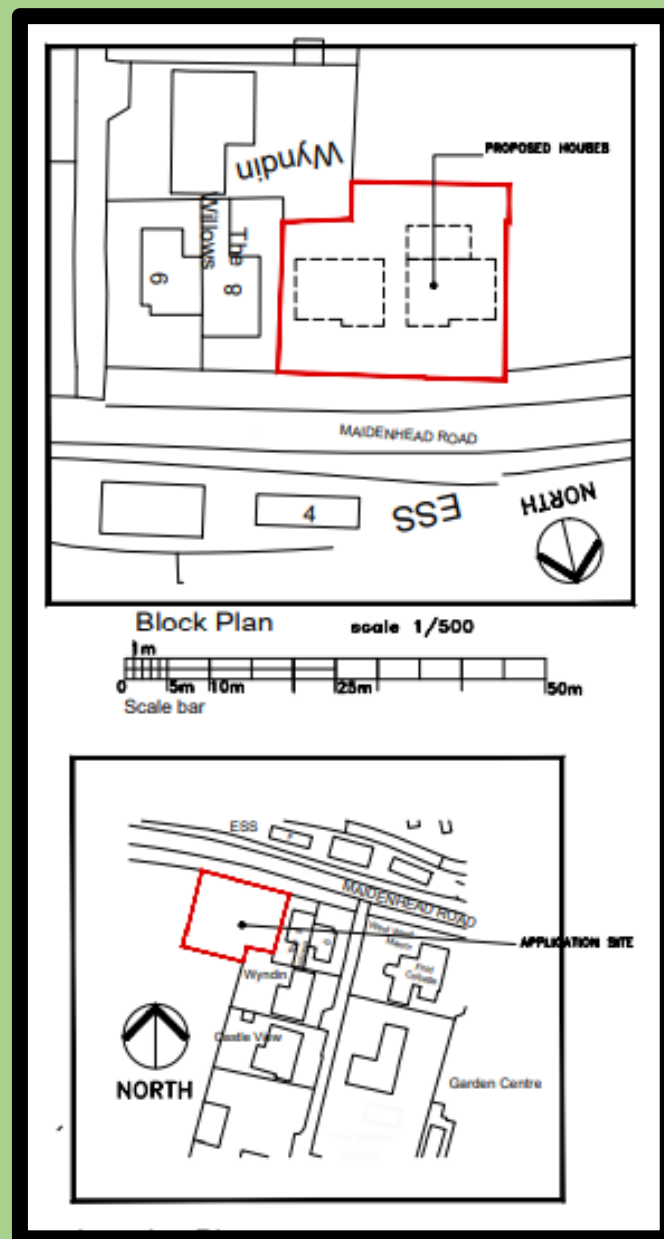 PROPOSED HOUSES
Wyndin
The
Willows
9
8
MAIDENHEAD ROAD
4
ESS
NORTH
Block Plan
scale 1/500
1m
0 5m 10m 25m 50m
Scale bar
ESS
MAIDENHEAD ROAD
APPLICATION SITE
Wyndin
Castle View
NORTH
Garden Centre